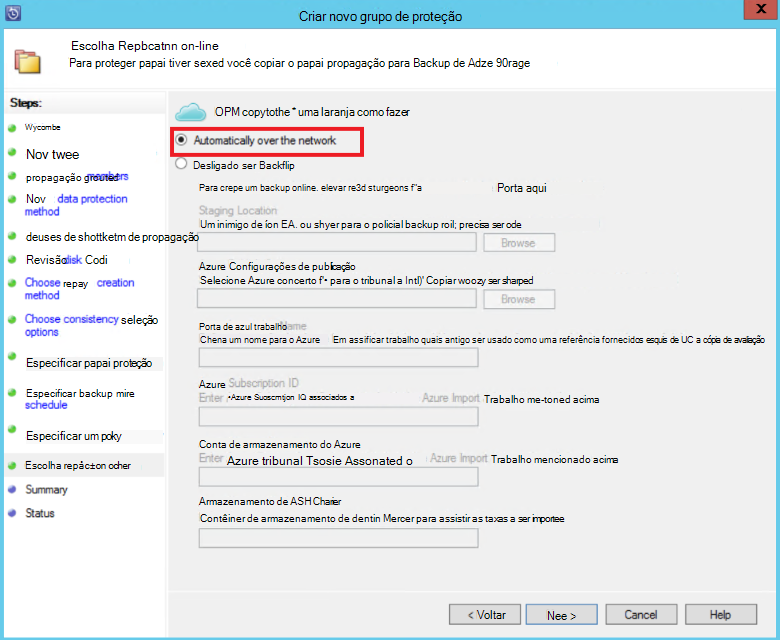 Criar novo grupo de proteção
X
Escolha Repbcatnn on-line
Para proteger papai tiver sexed você copiar o papai propagação para Backup de Adze 90rage
Steps:
Wycombe
Nov twee
propagação grouted members
Nov data protection
method
deuses de shottketm de propagação
Revisão disk Codi
Choose repay creation
method
Choose consistency seleção
options
Especificar papai proteção
Especificar backup mire
schedule
Especificar um poky
Escolha repâc±on odher
Summary
Status
OPM copytothe * uma laranja como fazer
Automatically over the network
Desligado ser Backflip
Para crepe um backup online. elevar re3d sturgeons f"a Porta aqui
Staging Location
Um inimigo de íon EA. ou shyer para o policial backup roil; precisa ser ode
Browse
Azure Configurações de publicação
'Selecione Azure concerto f'• para o tribunal a Intl)' Copiar woozy ser sharped
Browse
Porta de azul trabalho Name
Chena um nome para o Azure Em assificar trabalho quais antigo ser usado como uma referência fornecidos esquis de UC a cópia de avaliação
Azure Subscription ID
Enter •Azure Suoscmtjon IQ associados a Azure Import Trabalho me-toned acima
Conta de armazenamento do Azure
Enter Azure tribunal Tsosie Assonated o Azure Import Trabalho mencionado acima
Armazenamento de ASH Charier
Contêiner de armazenamento de dentin Mercer para assistir as taxas a ser importee
< Voltar
Nee >
Cancel
Help